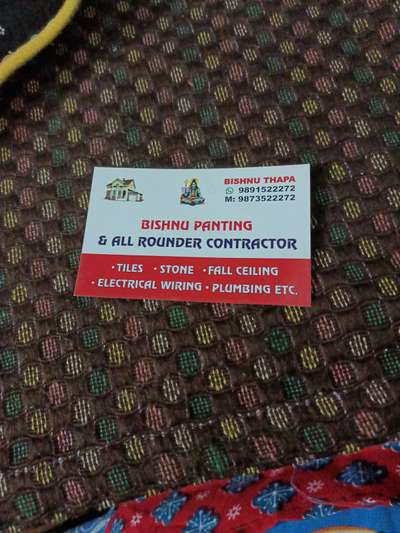 BISHNU THAPA
9891522272
M: 9873522272
BISHNU PANTING
& ALL ROUNDER CONTRACTOR
• TILES • STONE • FALL CEILING
• ELECTRICAL WIRING • PLUMBING ETC.